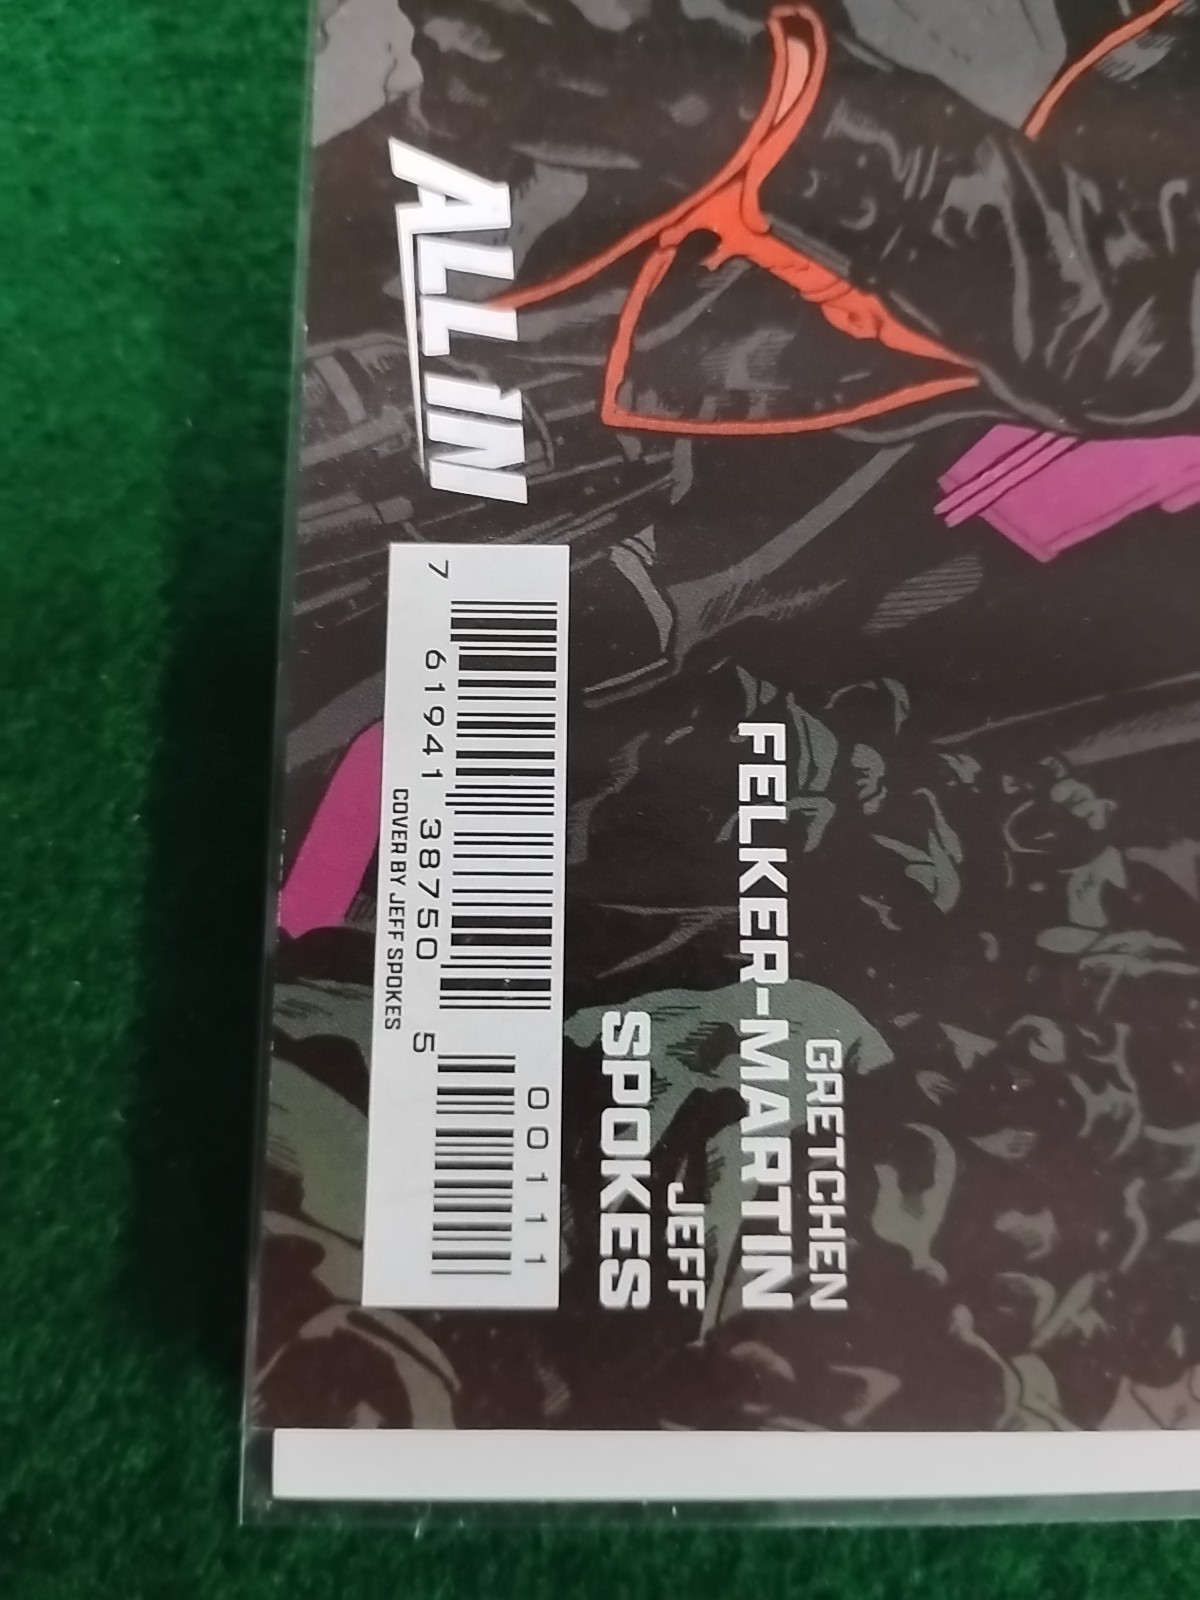 ALL IN
7 61941 38750 5
00111
COVER BY JEFF SPOKES
GRETCHEN
FELKER-MARTIN
JEFF
SPOKES